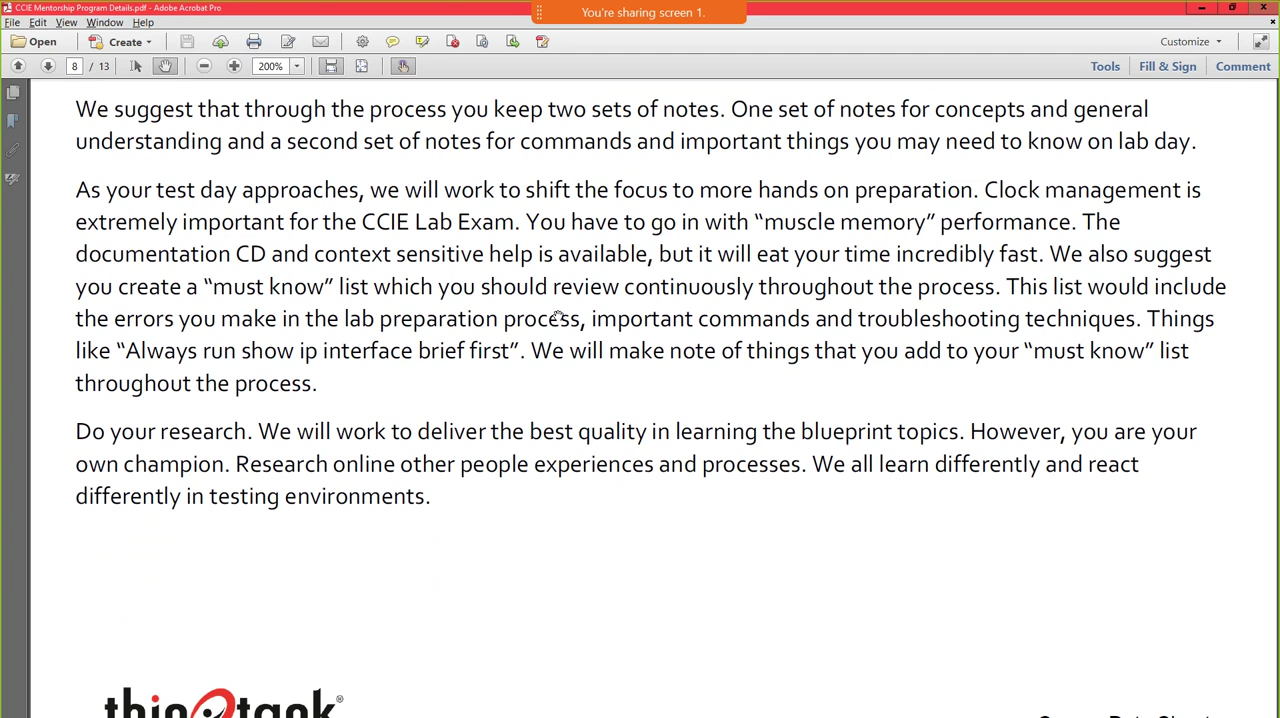 CCIE Mentorship Program Details.pdf - Adobe Acrobat Pro
You're sharing screen 1.
File Edit View Window Help
Open Create Customize
8 / 13 200% Tools Fill & Sign Comment
We suggest that through the process you keep two sets of notes. One set of notes for concepts and general
understanding and a second set of notes for commands and important things you may need to know on lab day.
As your test day approaches, we will work to shift the focus to more hands on preparation. Clock management is
extremely important for the CCIE Lab Exam. You have to go in with “muscle memory” performance. The
documentation CD and context sensitive help is available, but it will eat your time incredibly fast. We also suggest
you create a “must know” list which you should review continuously throughout the process. This list would include
the errors you make in the lab preparation process, important commands and troubleshooting techniques. Things
like “Always run show ip interface brief first”. We will make note of things that you add to your “must know” list
throughout the process.
Do your research. We will work to deliver the best quality in learning the blueprint topics. However, you are your
own champion. Research online other people experiences and processes. We all learn differently and react
differently in testing environments.